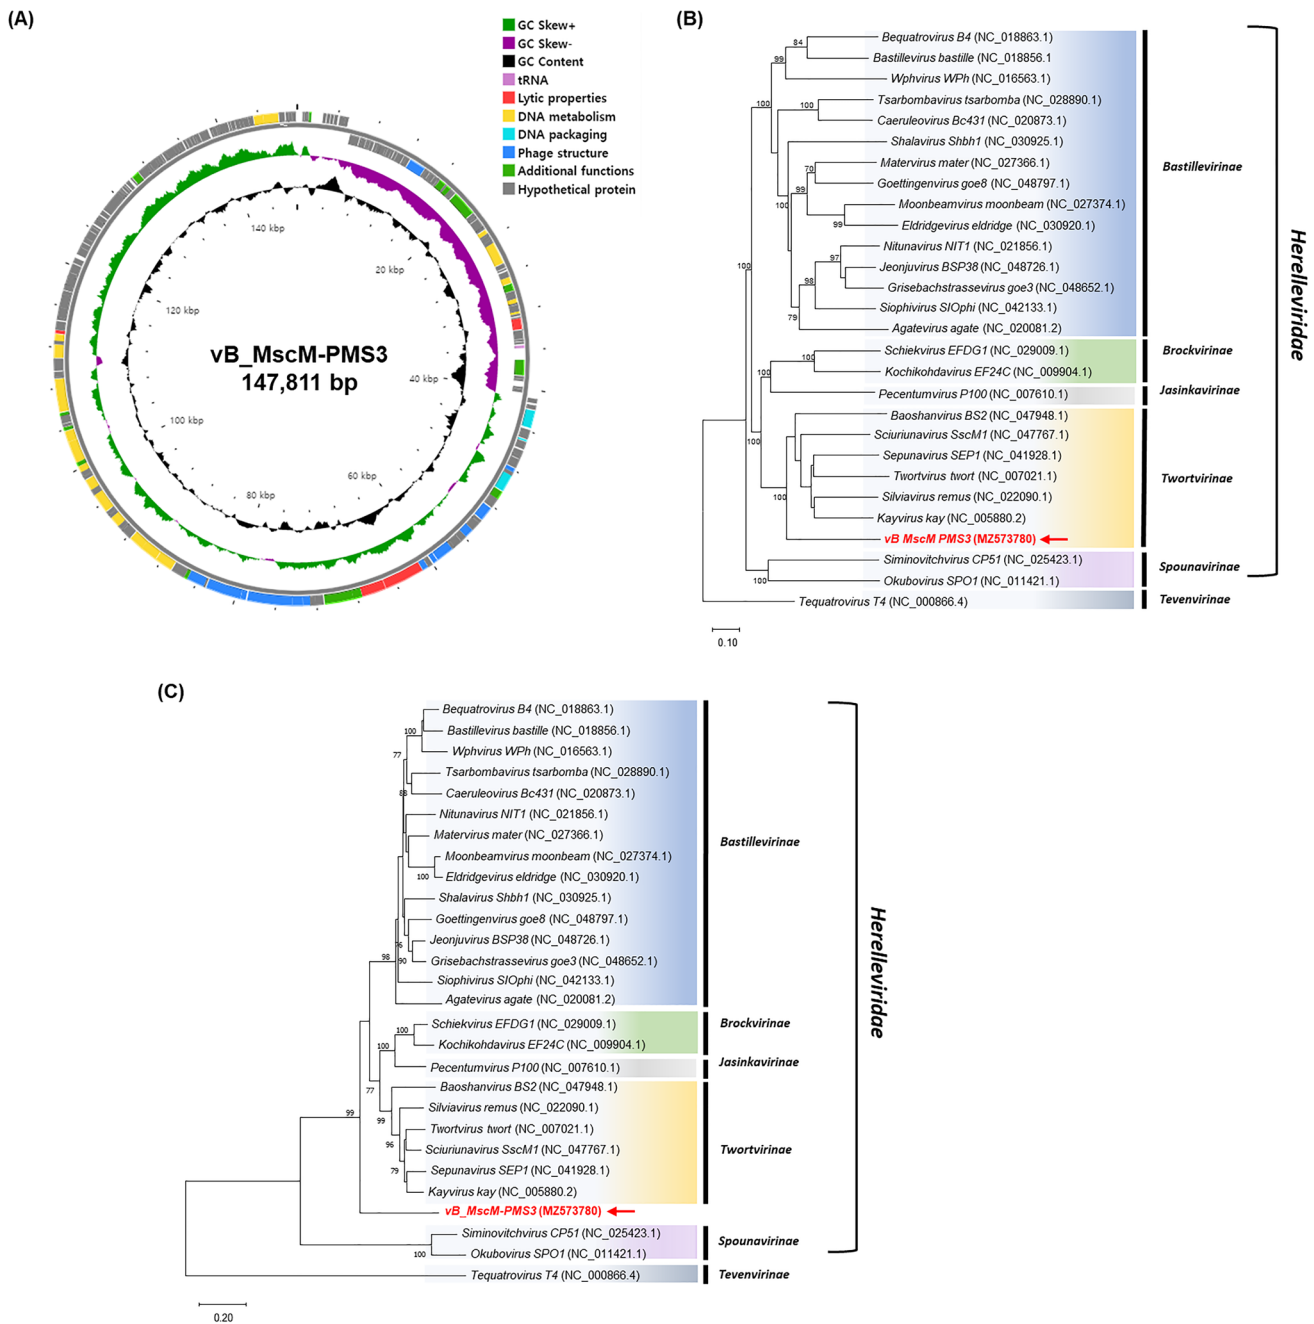 (A)
GC Skew+
GC Skew-
GC Content
tRNA
Lytic properties
DNA metabolism
DNA packaging
Phage structure
Additional functions
Hypothetical protein
140 kbp
20 kbp
120 kbp
vB_MscM-PMS3
147,811 bp
40 kbp
100 kbp
60 kbp
80 kbp
(B)
Bequatrovirus B4 (NC_018863.1)
84
Bastillevirus bastille (NC_018856.1
99
Wphvirus WPh (NC_016563.1)
Tsarbombavirus tsarbomba (NC_028890.1)
100
100
Caeruleovirus Bc431 (NC_020873.1)
Shalavirus Shbh1 (NC_030925.1)
Matervirus mater (NC_027366.1)
70
Goettingenvirus goe8 (NC_048797.1)
99
100
Moonbeamvirus moonbeam (NC_027374.1)
Eldridgevirus eldridge (NC_030920.1)
99
Nitunavirus NIT1 (NC_021856.1)
97
Jeonjuvirus BSP38 (NC_048726.1)
100
98
Grisebachstrassevirus goe3 (NC_048652.1)
Siophivirus SIOphi (NC_042133.1)
79
Agatevirus agate (NC_020081.2)
Schiekvirus EFDG1 (NC_029009.1)
100
Kochikohdavirus EF24C (NC_009904.1)
100
Pecentumvirus P100 (NC_007610.1)
Baoshanvirus BS2 (NC_047948.1)
Sciuriunavirus SscM1 (NC_047767.1)
100
Sepunavirus SEP1 (NC_041928.1)
Twortvirus twort (NC_007021.1)
Silviavirus remus (NC_022090.1)
100
Kayvirus kay (NC_005880.2)
vB MscM PMS3 (MZ573780)
Siminovitchvirus CP51 (NC_025423.1)
Okubovirus SPO1 (NC_011421.1)
100
Tequatrovirus T4 (NC_000866.4)
0.10
Bastillevirinae
Brockvirinae
Jasinkavirinae
Twortvirinae
Spounavirinae
Tevenvirinae
Herelleviridae
(C)
Bequatrovirus B4 (NC_018863.1)
Bastillevirus bastille (NC_018856.1)
100
Wphvirus WPh (NC_016563.1)
77
Tsarbombavirus tsarbomba (NC_028890.1)
Caeruleovirus Bc431 (NC_020873.1)
Nitunavirus NIT1 (NC_021856.1)
Matervirus mater (NC_027366.1)
Moonbeamvirus moonbeam (NC_027374.1)
Eldridgevirus eldridge (NC_030920.1)
100
Shalavirus Shbh1 (NC_030925.1)
Goettingenvirus goe8 (NC_048797.1)
Jeonjuvirus BSP38 (NC_048726.1)
98
90
Grisebachstrassevirus goe3 (NC_048652.1)
Siophivirus SIOphi (NC_042133.1)
Agatevirus agate (NC_020081.2)
Schiekvirus EFDG1 (NC_029009.1)
100
Kochikohdavirus EF24C (NC_009904.1)
100
Pecentumvirus P100 (NC_007610.1)
Baoshanvirus BS2 (NC_047948.1)
77
Silviavirus remus (NC_022090.1)
99
99
Twortvirus twort (NC_007021.1)
96
Sciuriunavirus SscM1 (NC_047767.1)
Sepunavirus SEP1 (NC_041928.1)
79
Kayvirus kay (NC_005880.2)
vB_MscM-PMS3 (MZ573780)
Siminovitchvirus CP51 (NC_025423.1)
Okubovirus SPO1 (NC_011421.1)
100
Tequatrovirus T4 (NC_000866.4)
0.20
Bastillevirinae
Brockvirinae
Jasinkavirinae
Twortvirinae
Spounavirinae
Tevenvirinae
Herelleviridae